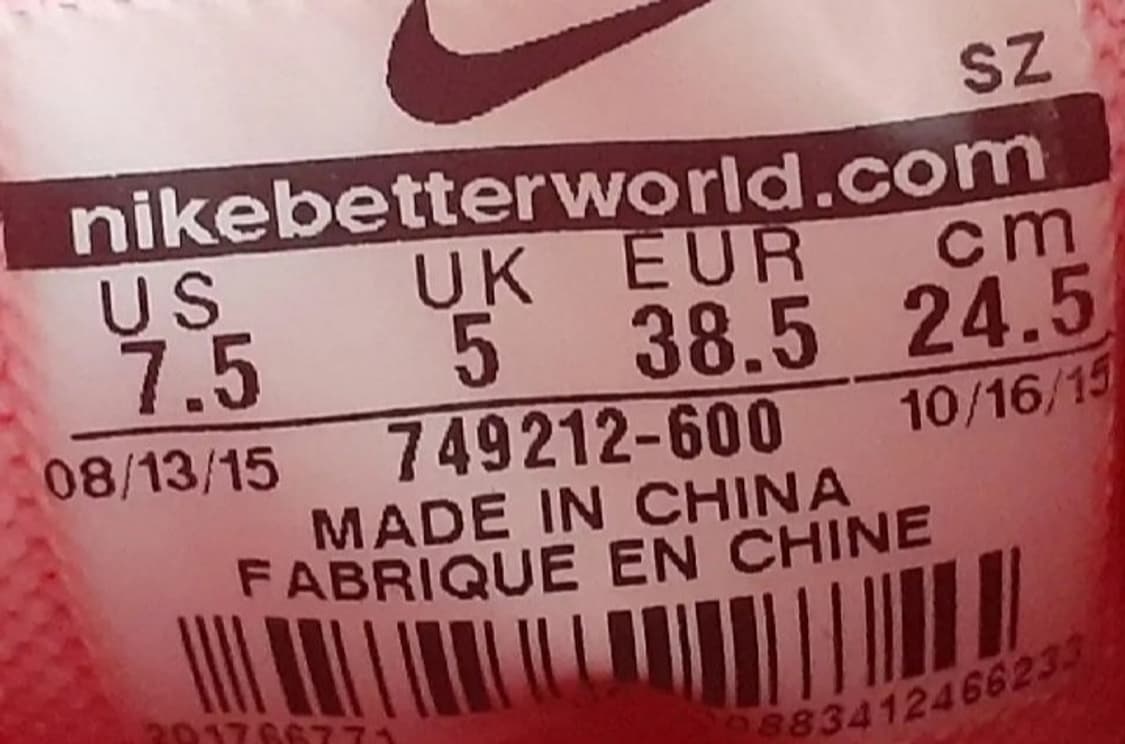 SZ
nikebetterworld.com
US UK EUR cm
7.5 5 38.5 24.5
08/13/15 749212-600 10/16/15
MADE IN CHINA
FABRIQUE EN CHINE